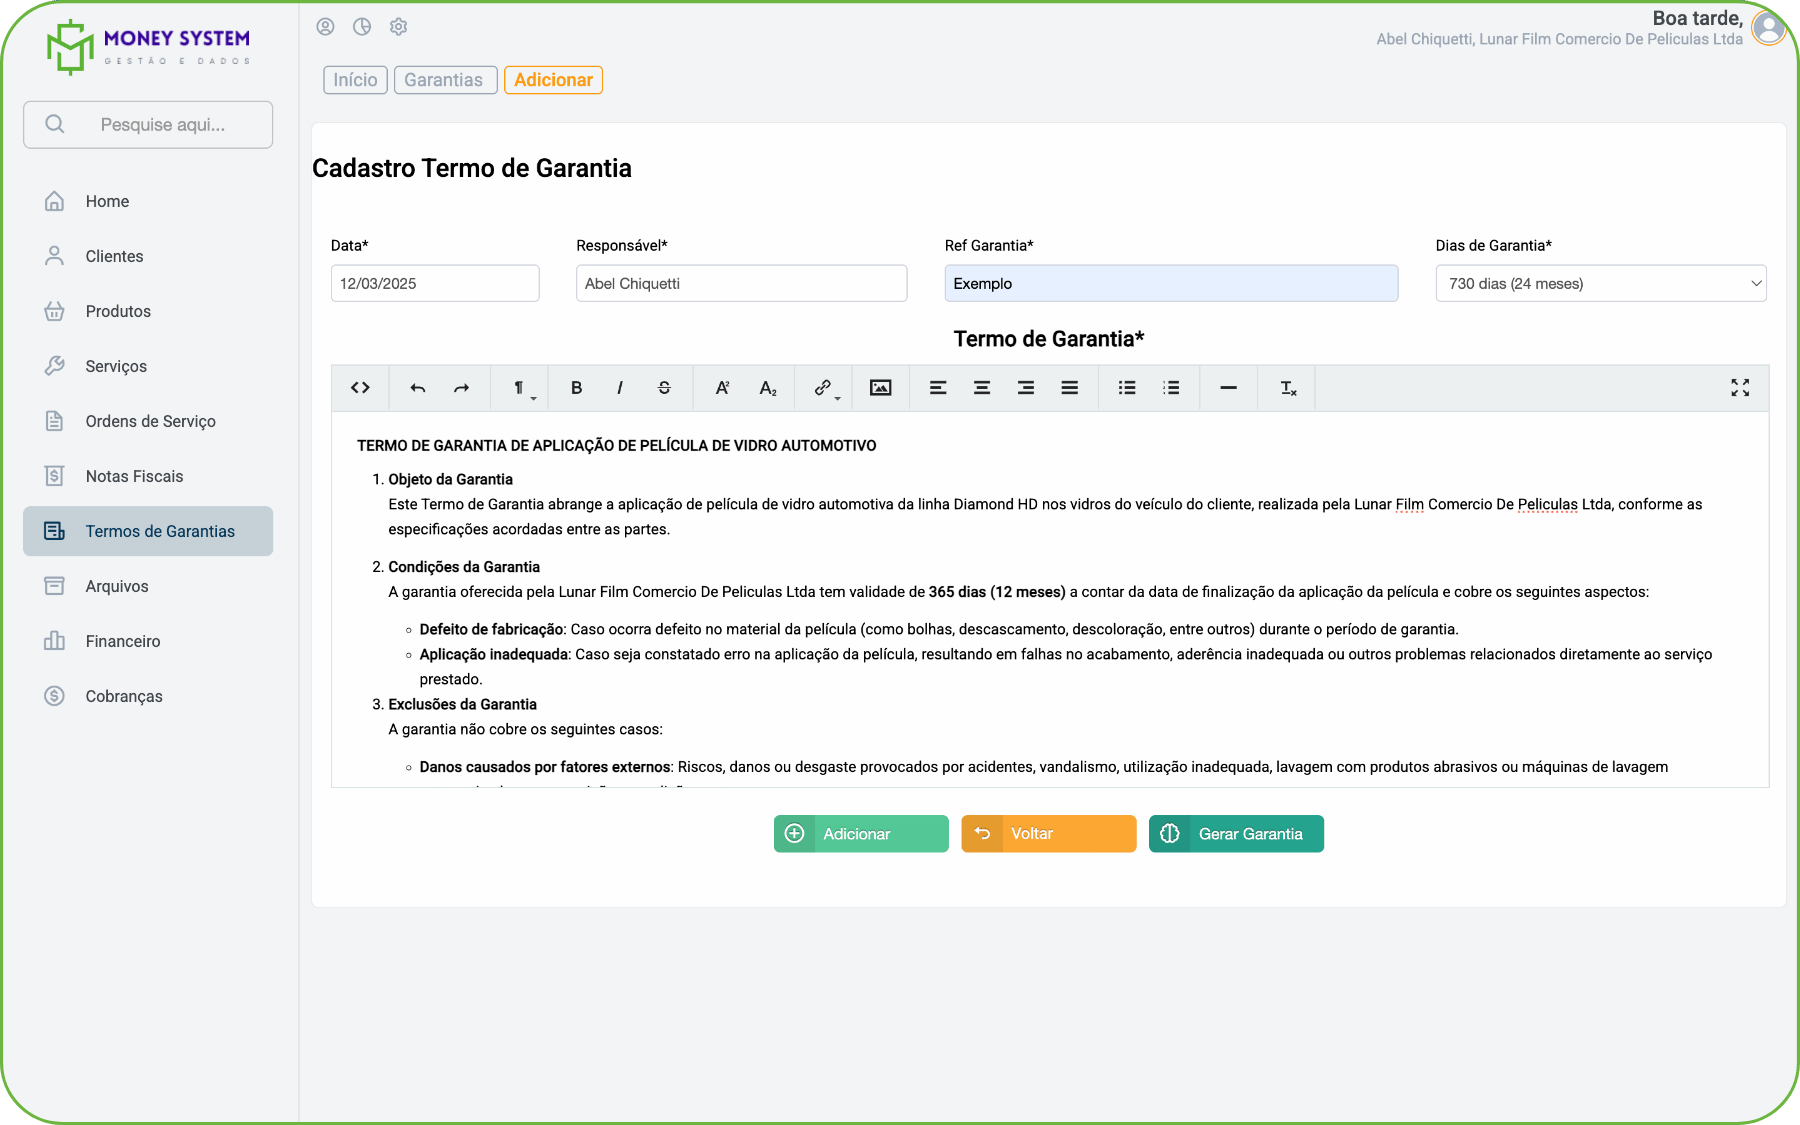 MONEY SYSTEM
GESTÃO E DADOS
Pesquise aqui...
Home
Clientes
Produtos
Serviços
Ordens de Serviço
Notas Fiscais
Termos de Garantias
Arquivos
Financeiro
Cobranças
Boa tarde,
Abel Chiquetti, Lunar Film Comercio De Peliculas Ltda
Início Garantias Adicionar
Cadastro Termo de Garantia
Data* Responsável* Ref Garantia* Dias de Garantia*
12/03/2025 Abel Chiquetti Exemplo 730 dias (24 meses)
Termo de Garantia*
TERMO DE GARANTIA DE APLICAÇÃO DE PELÍCULA DE VIDRO AUTOMOTIVO
1. Objeto da Garantia
Este Termo de Garantia abrange a aplicação de película de vidro automotiva da linha Diamond HD nos vidros do veículo do cliente, realizada pela Lunar Film Comercio De Peliculas Ltda, conforme as
especificações acordadas entre as partes.
2. Condições da Garantia
A garantia oferecida pela Lunar Film Comercio De Peliculas Ltda tem validade de 365 dias (12 meses) a contar da data de finalização da aplicação da película e cobre os seguintes aspectos:
Defeito de fabricação: Caso ocorra defeito no material da película (como bolhas, descascamento, descoloração, entre outros) durante o período de garantia.
Aplicação inadequada: Caso seja constatado erro na aplicação da película, resultando em falhas no acabamento, aderência inadequada ou outros problemas relacionados diretamente ao serviço
prestado.
3. Exclusões da Garantia
A garantia não cobre os seguintes casos:
Danos causados por fatores externos: Riscos, danos ou desgaste provocados por acidentes, vandalismo, utilização inadequada, lavagem com produtos abrasivos ou máquinas de lavagem
Adicionar Voltar Gerar Garantia